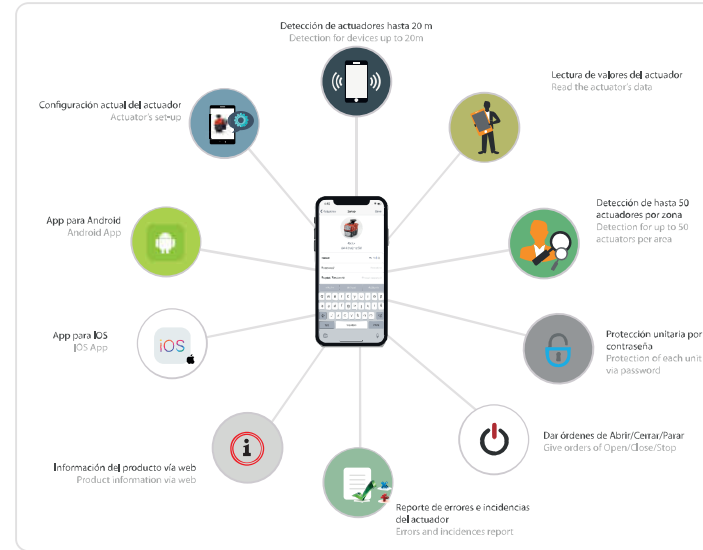 Detección de actuadores hasta 20 m
Detection for devices up to 20m
Lectura de valores del actuador
Read the actuator's data
Configuración actual del actuador
Actuator's set-up
Detección de hasta 50
actuadores por zona
Detection for up to 50
actuators per area
App para Android
Android App
App para iOS
iOS App
iOS
Protección unitaria por
contraseña
Protection of each unit
via password
Dar órdenes de Abrir/Cerrar/Parar
Give orders of Open/Close/Stop
Información del producto vía web
Product information via web
Reporte de errores e incidencias
del actuador
Errors and incidences report